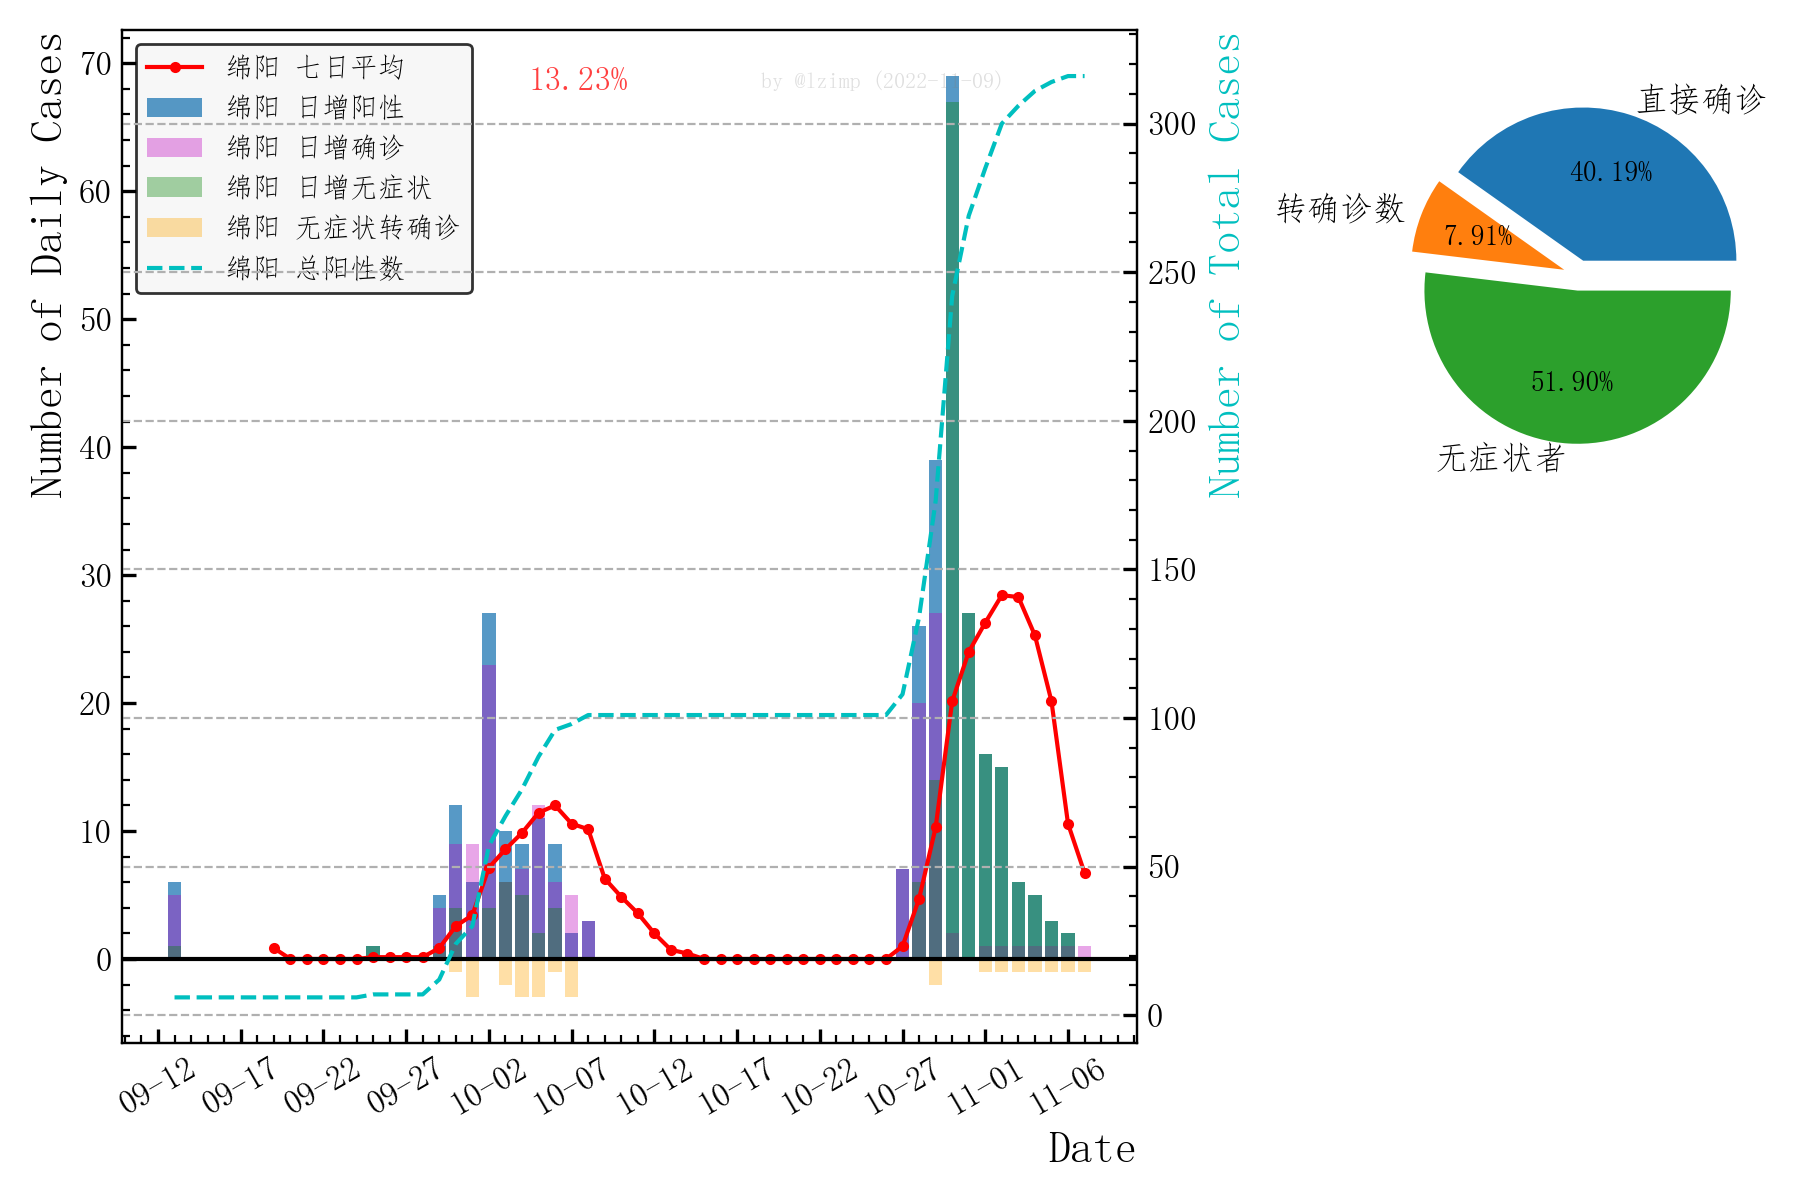 Number of Daily Cases
70
60
50
40
30
20
10
0
绵阳 七日平均
绵阳 日增阳性
绵阳 日增确诊
绵阳 日增无症状
绵阳 无症状转确诊
绵阳 总阳性数
13.23%
by @lzimp (2022-11-09)
300
250
200
150
100
50
0
Number of Total Cases
09-12
09-17
09-22
09-27
10-02
10-07
10-12
10-17
10-22
10-27
11-01
11-06
Date
直接确诊
40.19%
转确诊数
7.91%
51.90%
无症状者